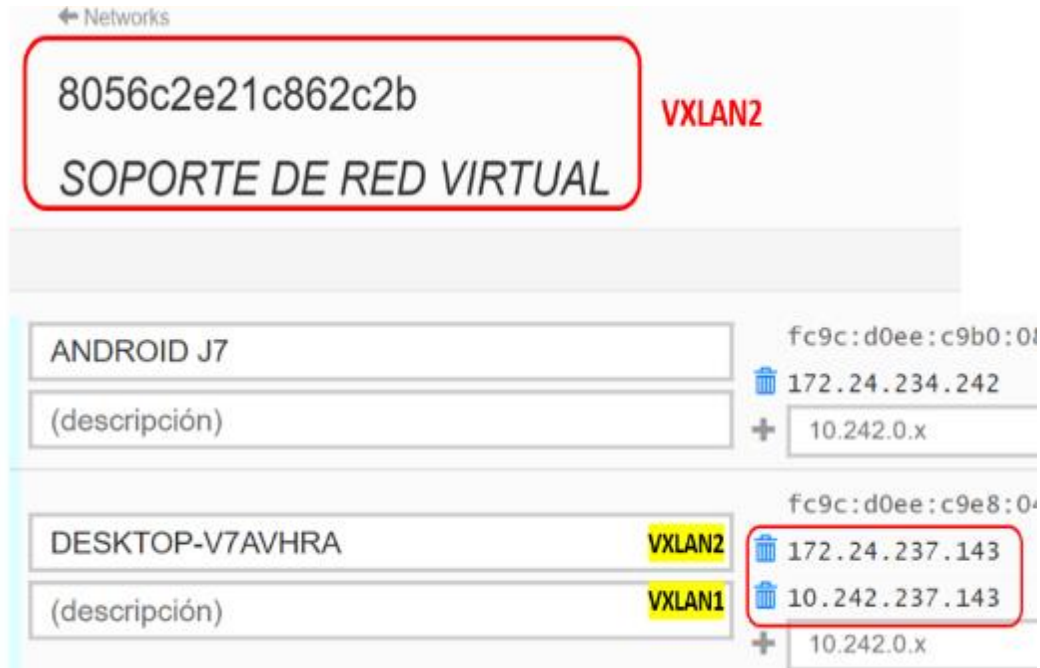 Networks
8056c2e21c862c2b
VXLAN2
SOPORTE DE RED VIRTUAL
ANDROID J7
fc9c:d0ee:c9b0:08
172.24.234.242
(descripción)
10.242.0.x
fc9c:d0ee:c9e8:04
DESKTOP-V7AVHRA
VXLAN2
172.24.237.143
(descripción)
VXLAN1
10.242.237.143
10.242.0.x